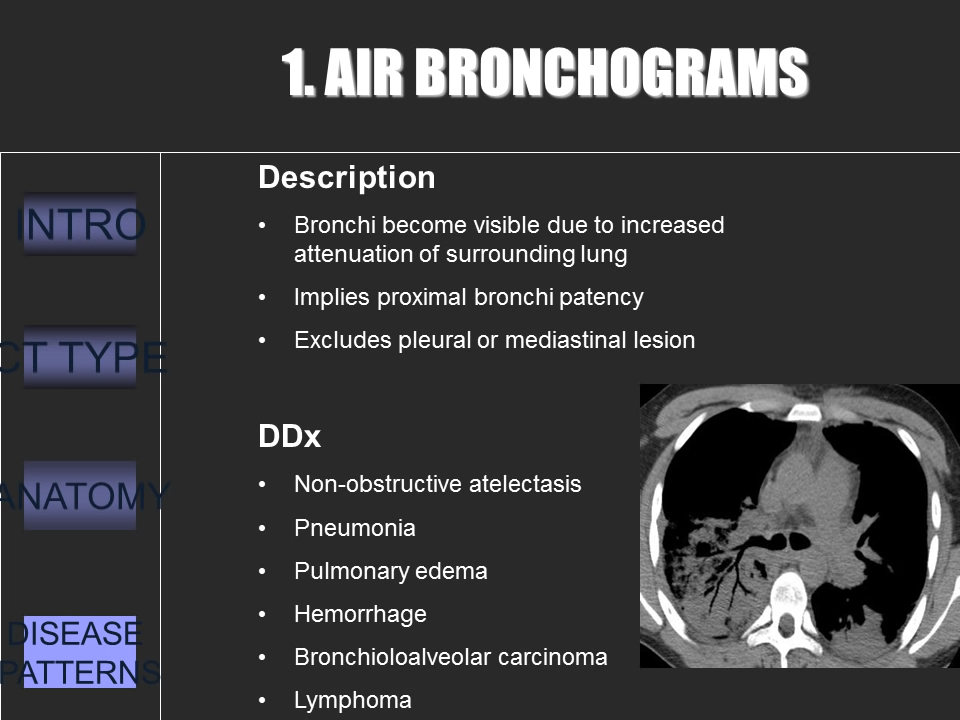 1. AIR BRONCHOGRAMS
INTRO
CT TYPE
ANATOMY
DISEASE
PATTERNS
Description
• Bronchi become visible due to increased
attenuation of surrounding lung
• Implies proximal bronchi patency
• Excludes pleural or mediastinal lesion
DDx
• Non-obstructive atelectasis
• Pneumonia
• Pulmonary edema
• Hemorrhage
• Bronchioloalveolar carcinoma
• Lymphoma